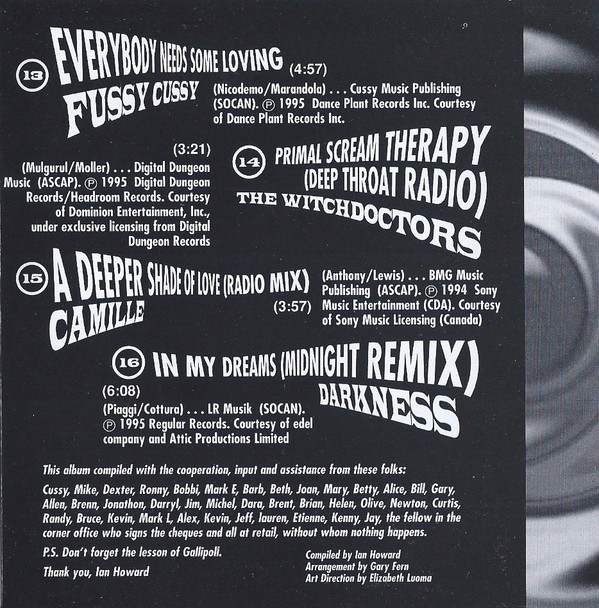 13 EVERYBODY NEEDS SOME LOVING (4:57)
FUSSY CUSSY
(Nicodemo/Marandola) . . . Cussy Music Publishing
(SOCAN). ℗ 1995 Dance Plant Records Inc. Courtesy
of Dance Plant Records Inc.
14 PRIMAL SCREAM THERAPY
(DEEP THROAT RADIO)
THE WITCHDOCTORS
(3:21)
(Mulgurul/Moller) . . . Digital Dungeon
Music (ASCAP). ℗ 1995 Digital Dungeon
Records/Headroom Records. Courtesy
of Dominion Entertainment, Inc.,
under exclusive licensing from Digital
Dungeon Records
15 A DEEPER SHADE OF LOVE (RADIO MIX)
(3:57)
CAMILLE
(Anthony/Lewis) . . . BMG Music
Publishing (ASCAP). ℗ 1994 Sony
Music Entertainment (CDA). Courtesy
of Sony Music Licensing (Canada)
16 IN MY DREAMS (MIDNIGHT REMIX)
DARKNESS
(6:08)
(Piaggi/Cottura) . . . LR Musik (SOCAN).
℗ 1995 Regular Records. Courtesy of edel
company and Attic Productions Limited
This album compiled with the cooperation, input and assistance from these folks:
Cussy, Mike, Dexter, Ronny, Bobbi, Mark E, Barb, Beth, Joan, Mary, Betty, Alice, Bill, Gary,
Allen, Brenn, Jonathon, Darryl, Jim, Michel, Dara, Brent, Brian, Helen, Olive, Newton, Curtis,
Randy, Bruce, Kevin, Mark L, Alex, Kevin, Jeff, lauren, Etienne, Kenny, Jay, the fellow in the
corner office who signs the cheques and all at retail, without whom nothing happens.
P.S. Don't forget the lesson of Gallipoli.
Thank you, Ian Howard
Compiled by Ian Howard
Arrangement by Gary Fern
Art Direction by Elizabeth Luoma